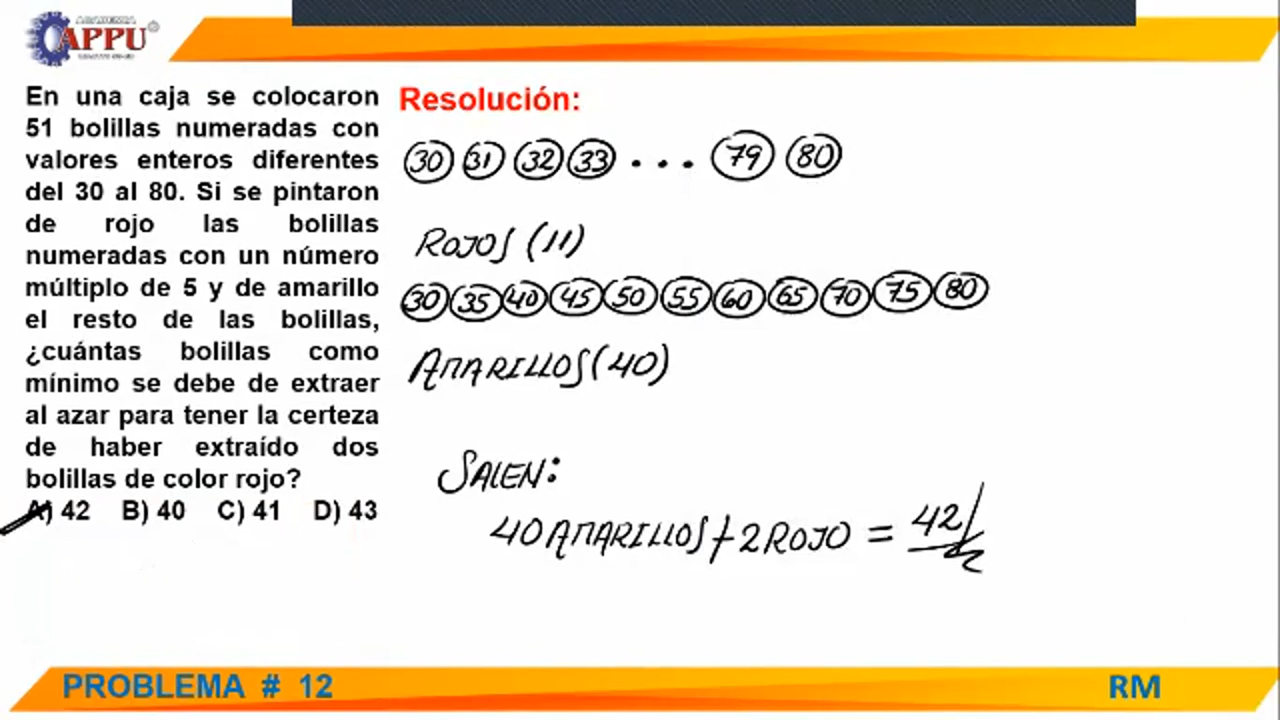 ACADEMIA
APPU
En una caja se colocaron
51 bolillas numeradas con
valores enteros diferentes
del 30 al 80. Si se pintaron
de rojo las bolillas
numeradas con un número
múltiplo de 5 y de amarillo
el resto de las bolillas,
¿cuántas bolillas como
mínimo se debe de extraer
al azar para tener la certeza
de haber extraído dos
bolillas de color rojo?
A) 42 B) 40 C) 41 D) 43
Resolución:
30 31 32 33 ... 79 80
ROJOS (11)
30 35 40 45 50 55 60 65 70 75 80
AMARILLOS (40)
SALEN:
40 AMARILLOS + 2 ROJO = 42
PROBLEMA # 12
RM